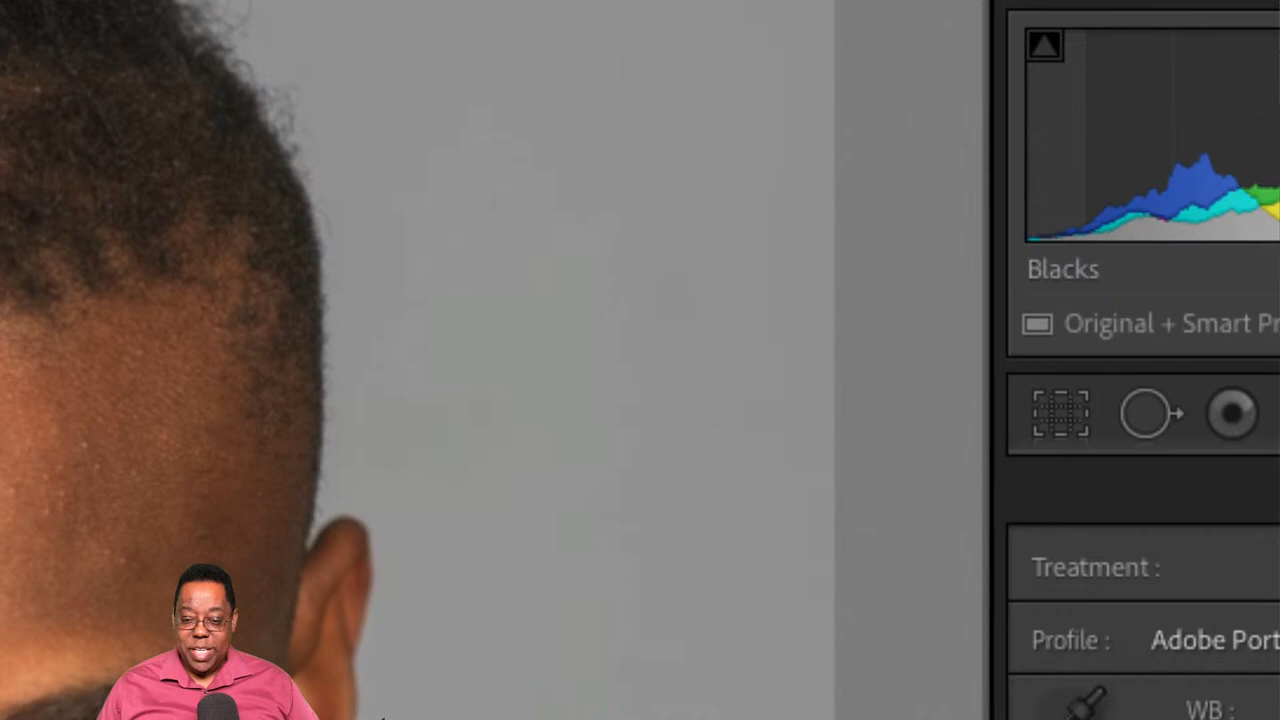 Blacks
Original + Smart Pr
Treatment :
Profile : Adobe Port
WB :